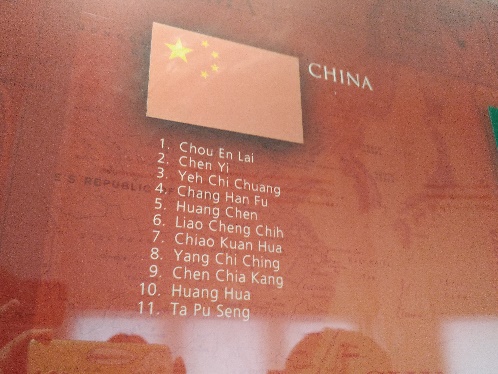 CHINA
1. Chou En Lai
2. Chen Yi
3. Yeh Chi Chuang
4. Chang Han Fu
5. Huang Chen
6. Liao Cheng Chih
7. Chiao Kuan Hua
8. Yang Chi Ching
9. Chen Chia Kang
10. Huang Hua
11. Ta Pu Seng
REPUBLIC